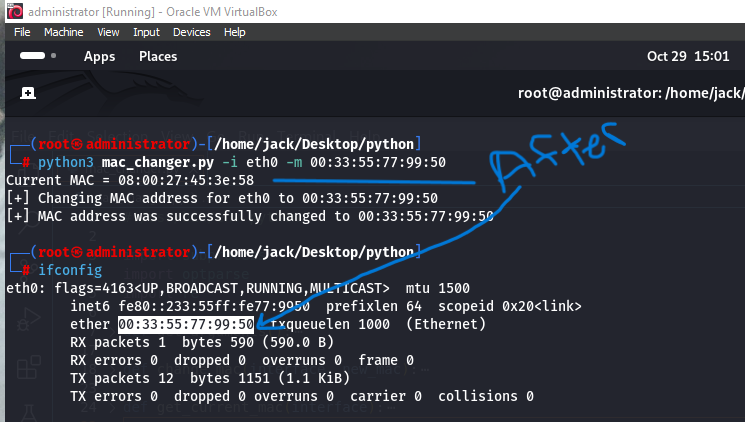 administrator [Running] - Oracle VM VirtualBox
File Machine View Input Devices Help
Apps Places Oct 29 15:01
root@administrator: /home/jack/
(root㉿administrator)-[/home/jack/Desktop/python]
# python3 mac_changer.py -i eth0 -m 00:33:55:77:99:50
After
Current MAC = 08:00:27:45:3e:58
[+] Changing MAC address for eth0 to 00:33:55:77:99:50
[+] MAC address was successfully changed to 00:33:55:77:99:50
(root㉿administrator)-[/home/jack/Desktop/python]
# ifconfig
eth0: flags=4163<UP,BROADCAST,RUNNING,MULTICAST> mtu 1500
inet6 fe80::233:55ff:fe77:9950 prefixlen 64 scopeid 0x20<link>
ether 00:33:55:77:99:50 txqueuelen 1000 (Ethernet)
RX packets 1 bytes 590 (590.0 B)
RX errors 0 dropped 0 overruns 0 frame 0
TX packets 12 bytes 1151 (1.1 KiB)
TX errors 0 dropped 0 overruns 0 carrier 0 collisions 0